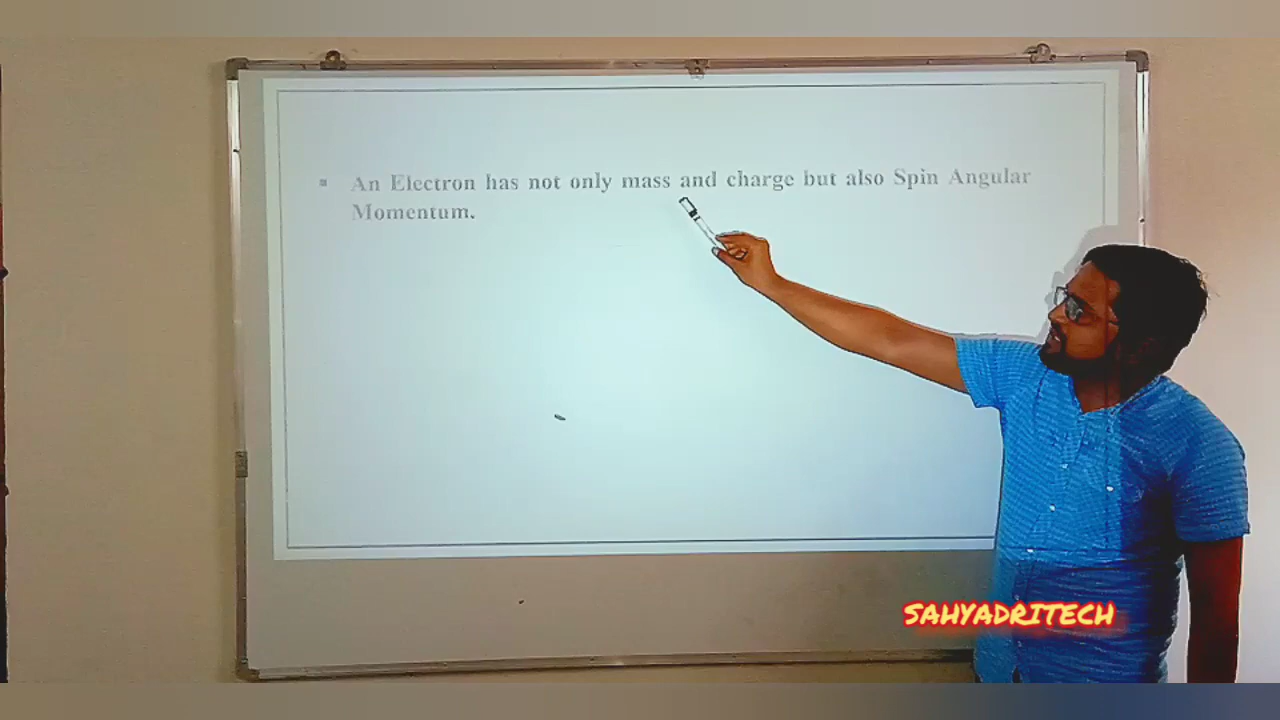 ▪ An Electron has not only mass and charge but also Spin Angular
Momentum.
SAHYADRITECH